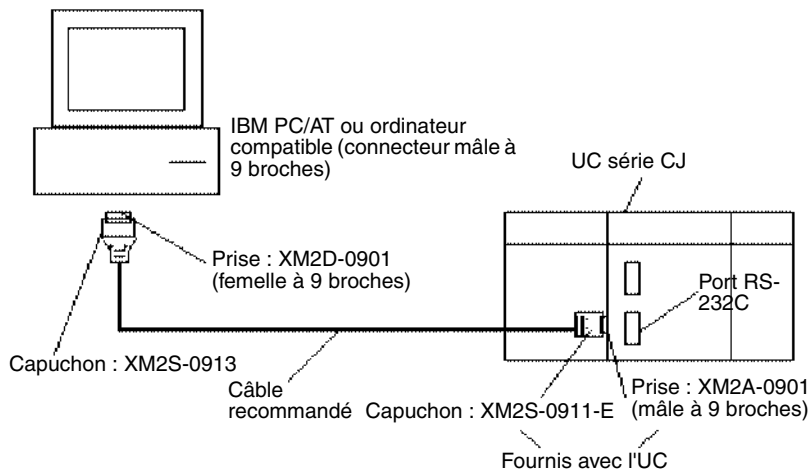 IBM PC/AT ou ordinateur
compatible (connecteur mâle à
9 broches)
UC série CJ
Prise : XM2D-0901
(femelle à 9 broches)
Port RS-
232C
Capuchon : XM2S-0913
Câble
recommandé
Capuchon : XM2S-0911-E
Prise : XM2A-0901
(mâle à 9 broches)
Fournis avec l'UC